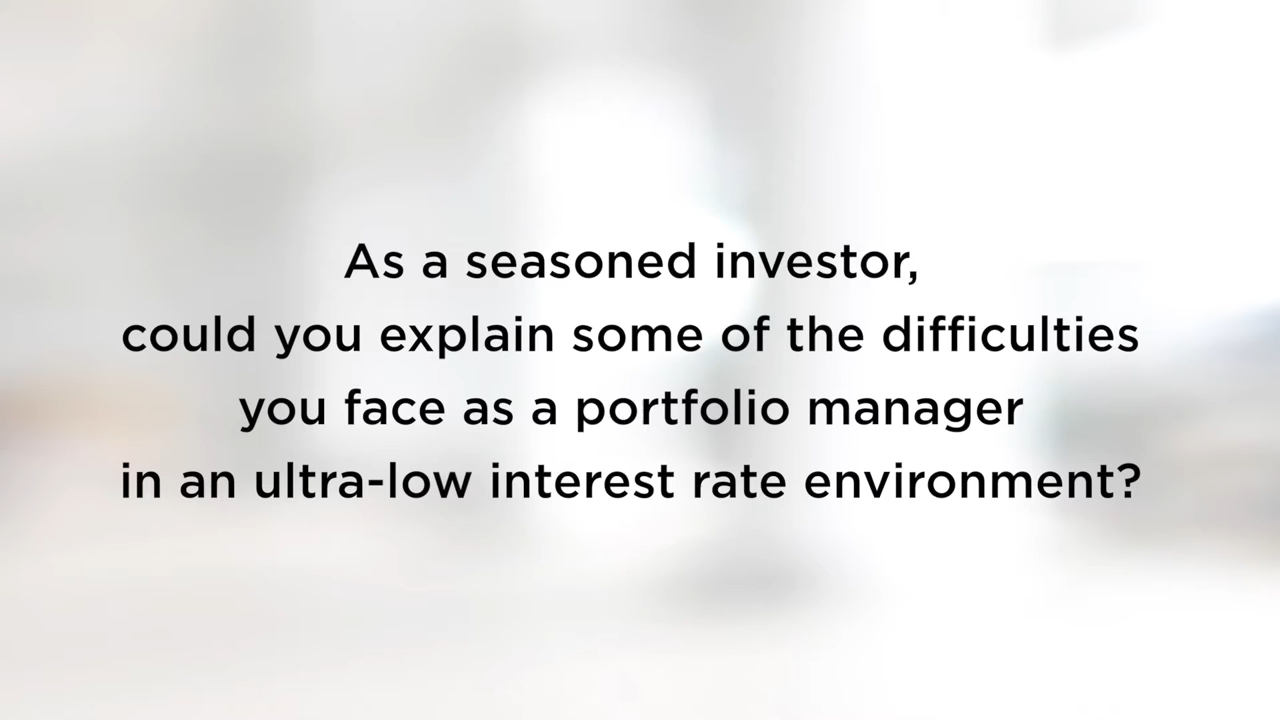 As a seasoned investor,
could you explain some of the difficulties
you face as a portfolio manager
in an ultra-low interest rate environment?